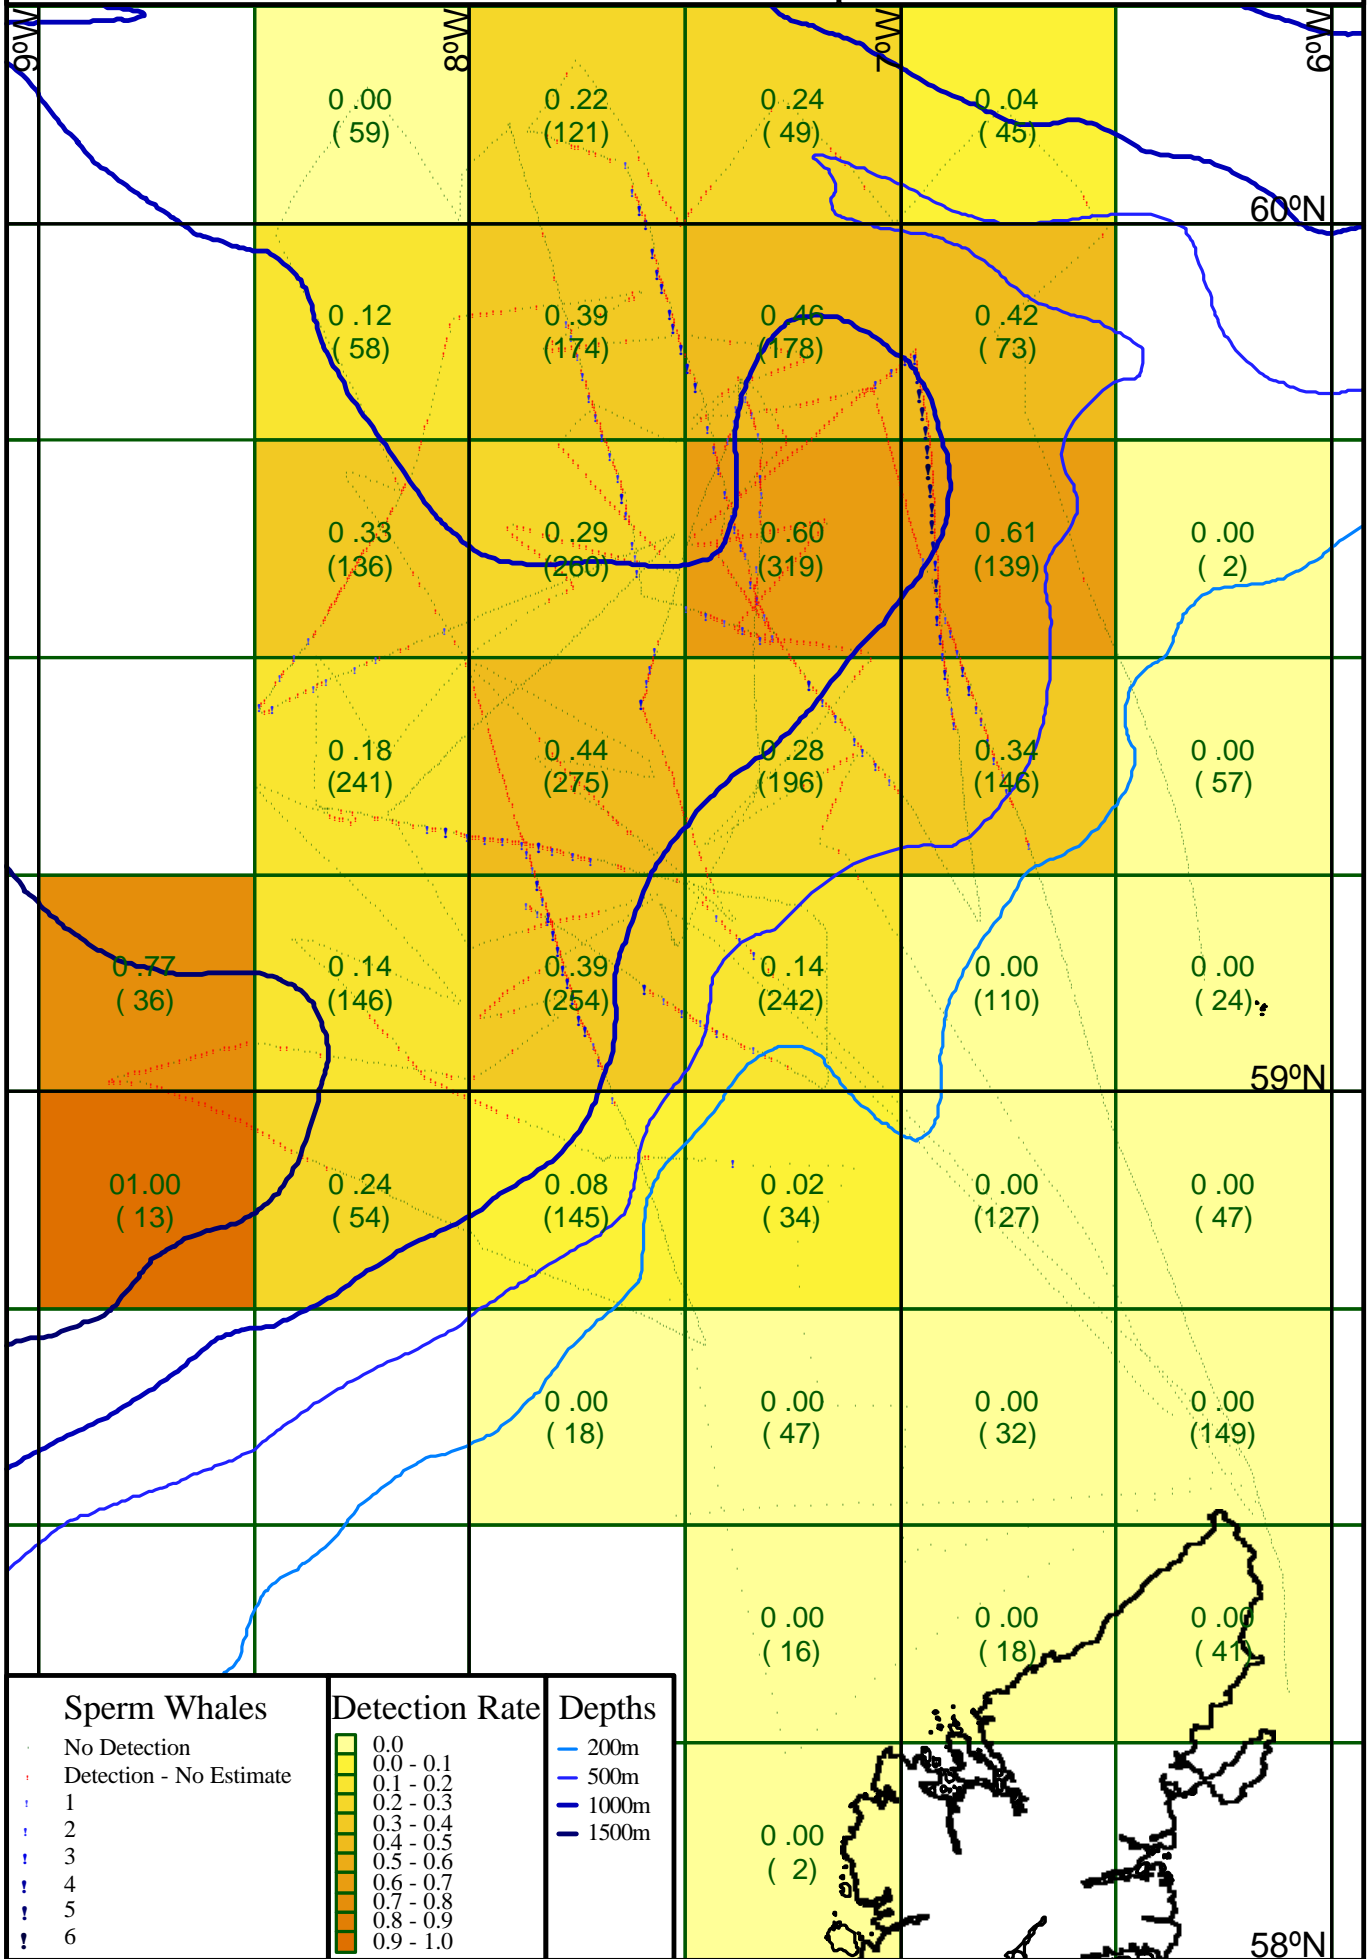 9ºW 8ºW 7ºW 6ºW
0 .00 0 .22 0 .24 0 .04
( 59) (121) ( 49) ( 45)
60ºN
0 .12 0 .39 0 .46 0 .42
( 58) (174) (178) ( 73)
0 .33 0 .29 0 .60 0 .61 0 .00
(136) (260) (319) (139) ( 2)
0 .18 0 .44 0 .28 0 .34 0 .00
(241) (275) (196) (146) ( 57)
0 .77 0 .14 0 .39 0 .14 0 .00 0 .00
( 36) (146) (254) (242) (110) ( 24)
59ºN
01.00 0 .24 0 .08 0 .02 0 .00 0 .00
( 13) ( 54) (145) ( 34) (127) ( 47)
0 .00 0 .00 0 .00 0 .00
( 18) ( 47) ( 32) (149)
0 .00 0 .00 0 .00
( 16) ( 18) ( 41)
0 .00
( 2)
58ºN
Sperm Whales
No Detection
Detection - No Estimate
1
2
3
4
5
6
Detection Rate
0.0
0.0 - 0.1
0.1 - 0.2
0.2 - 0.3
0.3 - 0.4
0.4 - 0.5
0.5 - 0.6
0.6 - 0.7
0.7 - 0.8
0.8 - 0.9
0.9 - 1.0
Depths
200m
500m
1000m
1500m